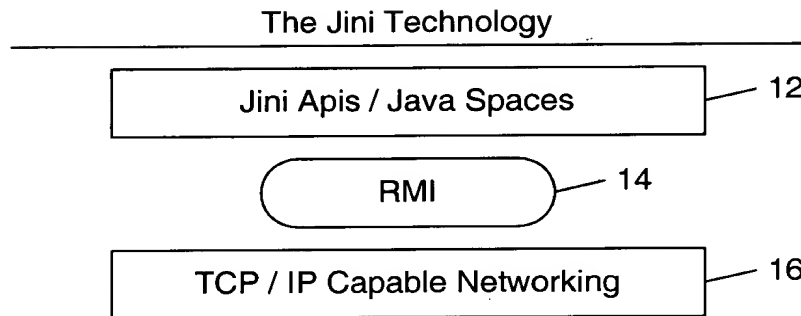 The Jini Technology
Jini Apis / Java Spaces
12
RMI
14
TCP / IP Capable Networking
16